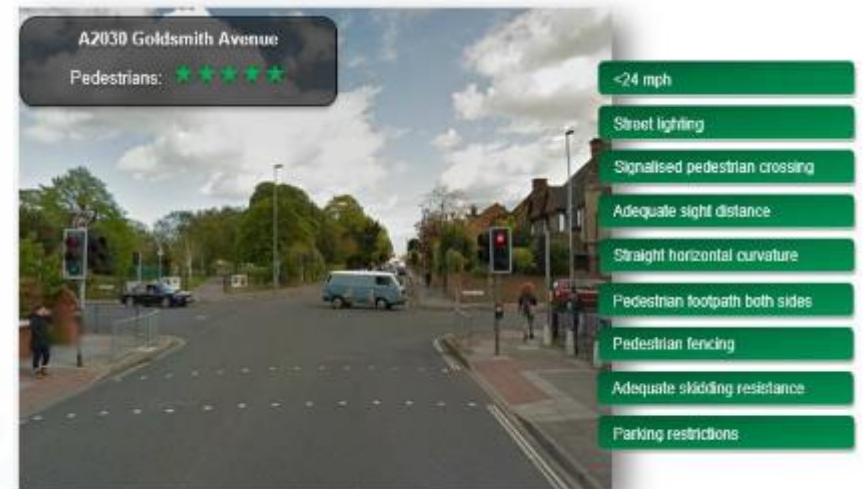 A2030 Goldsmith Avenue
Pedestrians: ★★★★★
<24 mph
Street lighting
Signalised pedestrian crossing
Adequate sight distance
Straight horizontal curvature
Pedestrian footpath both sides
Pedestrian fencing
Adequate skidding resistance
Parking restrictions